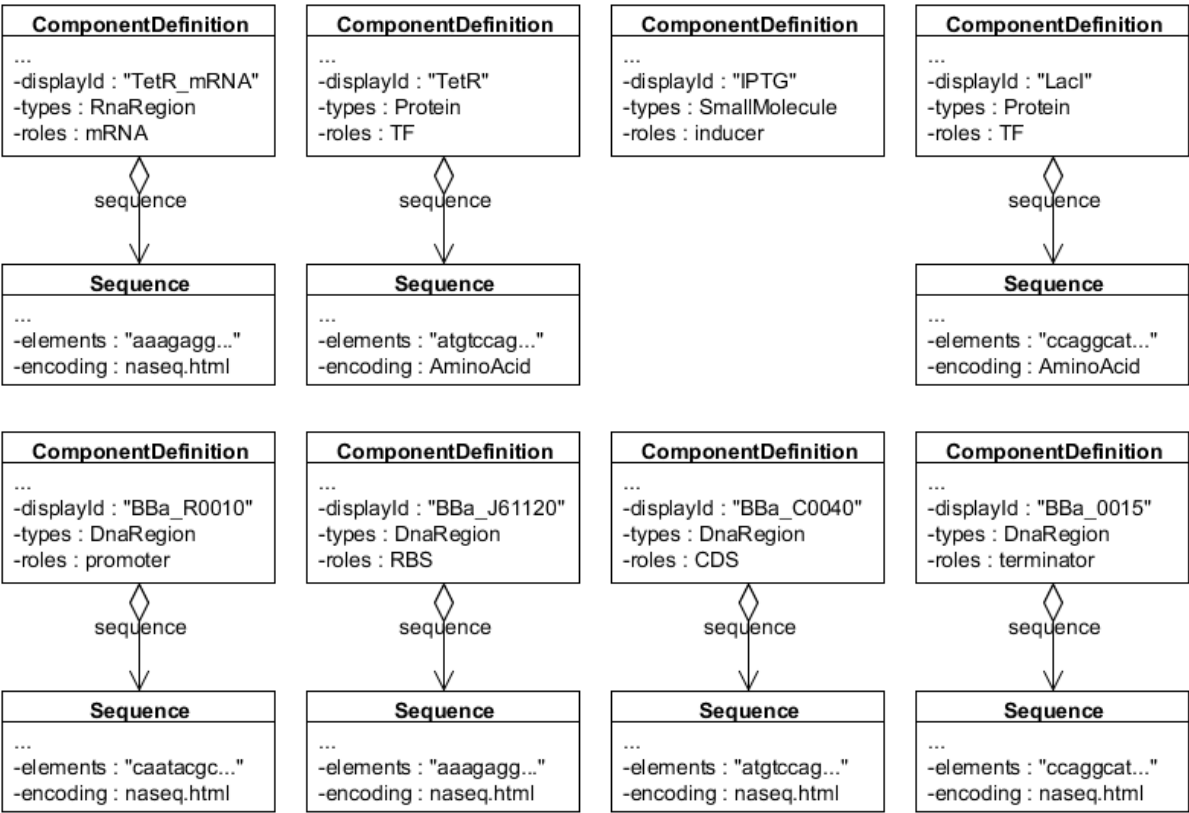 ComponentDefinition
...
-displayId : "TetR_mRNA"
-types : RnaRegion
-roles : mRNA
sequence
Sequence
...
-elements : "aaagagg..."
-encoding : naseq.html
ComponentDefinition
...
-displayId : "TetR"
-types : Protein
-roles : TF
sequence
Sequence
...
-elements : "atgtccag..."
-encoding : AminoAcid
ComponentDefinition
...
-displayId : "IPTG"
-types : SmallMolecule
-roles : inducer
ComponentDefinition
...
-displayId : "LacI"
-types : Protein
-roles : TF
sequence
Sequence
...
-elements : "ccaggcat..."
-encoding : AminoAcid
ComponentDefinition
...
-displayId : "BBa_R0010"
-types : DnaRegion
-roles : promoter
sequence
Sequence
...
-elements : "caatacgc..."
-encoding : naseq.html
ComponentDefinition
...
-displayId : "BBa_J61120"
-types : DnaRegion
-roles : RBS
sequence
Sequence
...
-elements : "aaagagg..."
-encoding : naseq.html
ComponentDefinition
...
-displayId : "BBa_C0040"
-types : DnaRegion
-roles : CDS
sequence
Sequence
...
-elements : "atgtccag..."
-encoding : naseq.html
ComponentDefinition
...
-displayId : "BBa_0015"
-types : DnaRegion
-roles : terminator
sequence
Sequence
...
-elements : "ccaggcat..."
-encoding : naseq.html